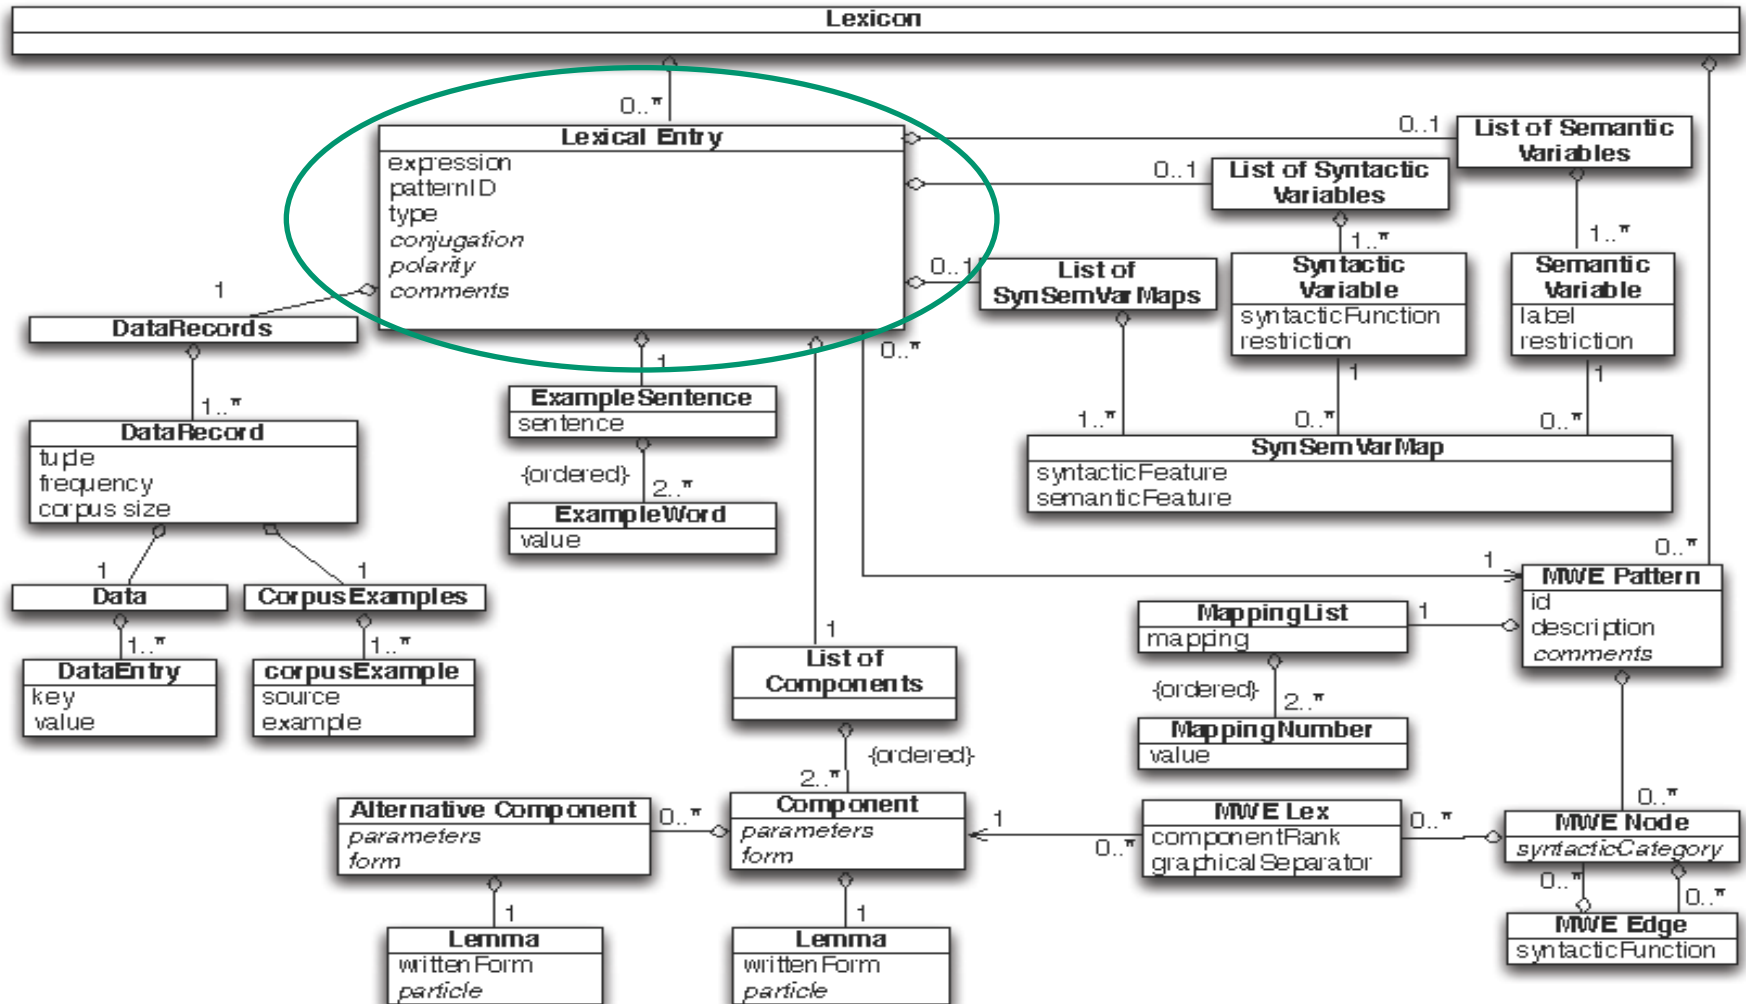 Lexicon
0..*
Lexical Entry
expression
patternID
type
conjugation
polarity
comments
0..1
List of Semantic
Variables
0..1
List of Syntactic
Variables
0..1
List of
SynSemVarMaps
1..*
Syntactic
Variable
syntacticFunction
restriction
1..*
Semantic
Variable
label
restriction
1
DataRecords
1..*
DataRecord
tuple
frequency
corpus size
1
ExampleSentence
sentence
{ordered}
2..*
ExampleWord
value
0..*
1..*
1
0..*
1
0..*
SynSemVarMap
syntacticFeature
semanticFeature
1
Data
1
CorpusExamples
1..*
DataEntry
key
value
1..*
corpusExample
source
example
1
List of
Components
{ordered}
2..*
1
0..*
MWE Pattern
id
description
comments
1
MappingList
mapping
{ordered}
2..*
MappingNumber
value
Alternative Component
parameters
form
0..*
Component
parameters
form
1
0..*
MWE Lex
componentRank
graphicalSeparator
0..*
0..*
MWE Node
syntacticCategory
0..*
0..*
MWE Edge
syntacticFunction
1
Lemma
writtenForm
particle
1
Lemma
writtenForm
particle